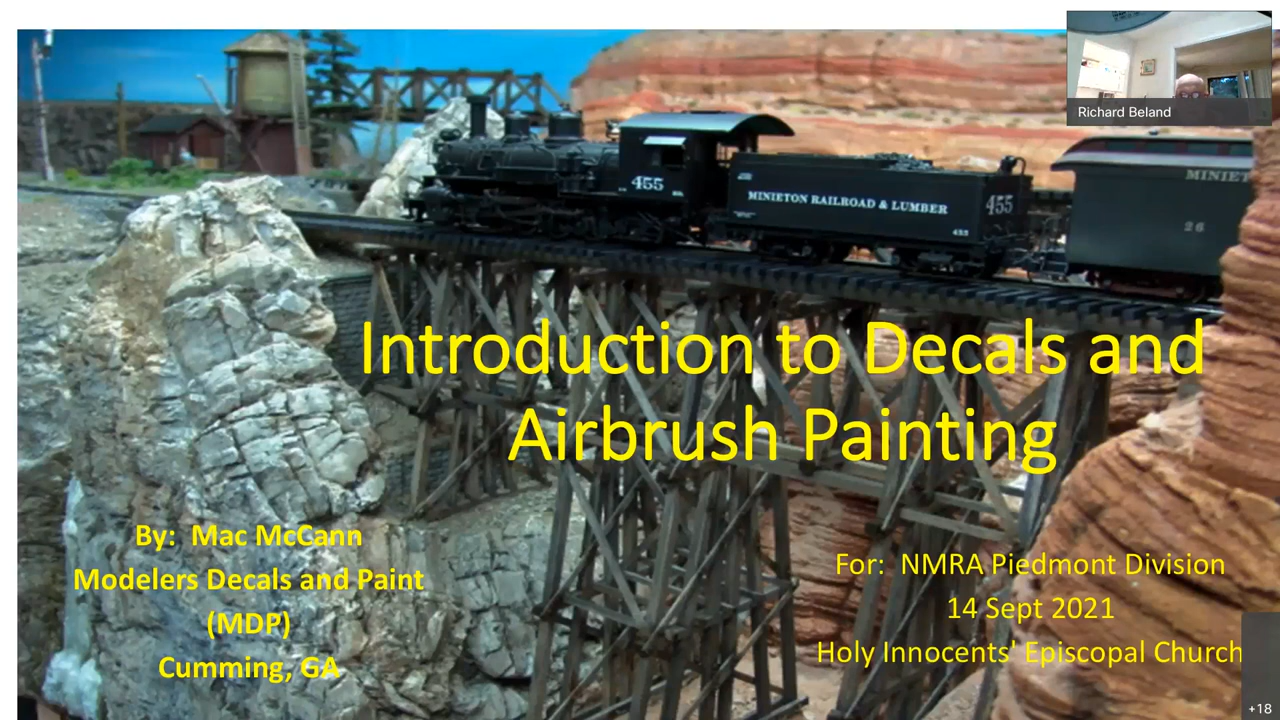 Richard Beland
455
MINIETON RAILROAD & LUMBER
455
455
MINIET
26
Introduction to Decals and
Airbrush Painting
By: Mac McCann
Modelers Decals and Paint
(MDP)
Cumming, GA
For: NMRA Piedmont Division
14 Sept 2021
Holy Innocents' Episcopal Church
+18